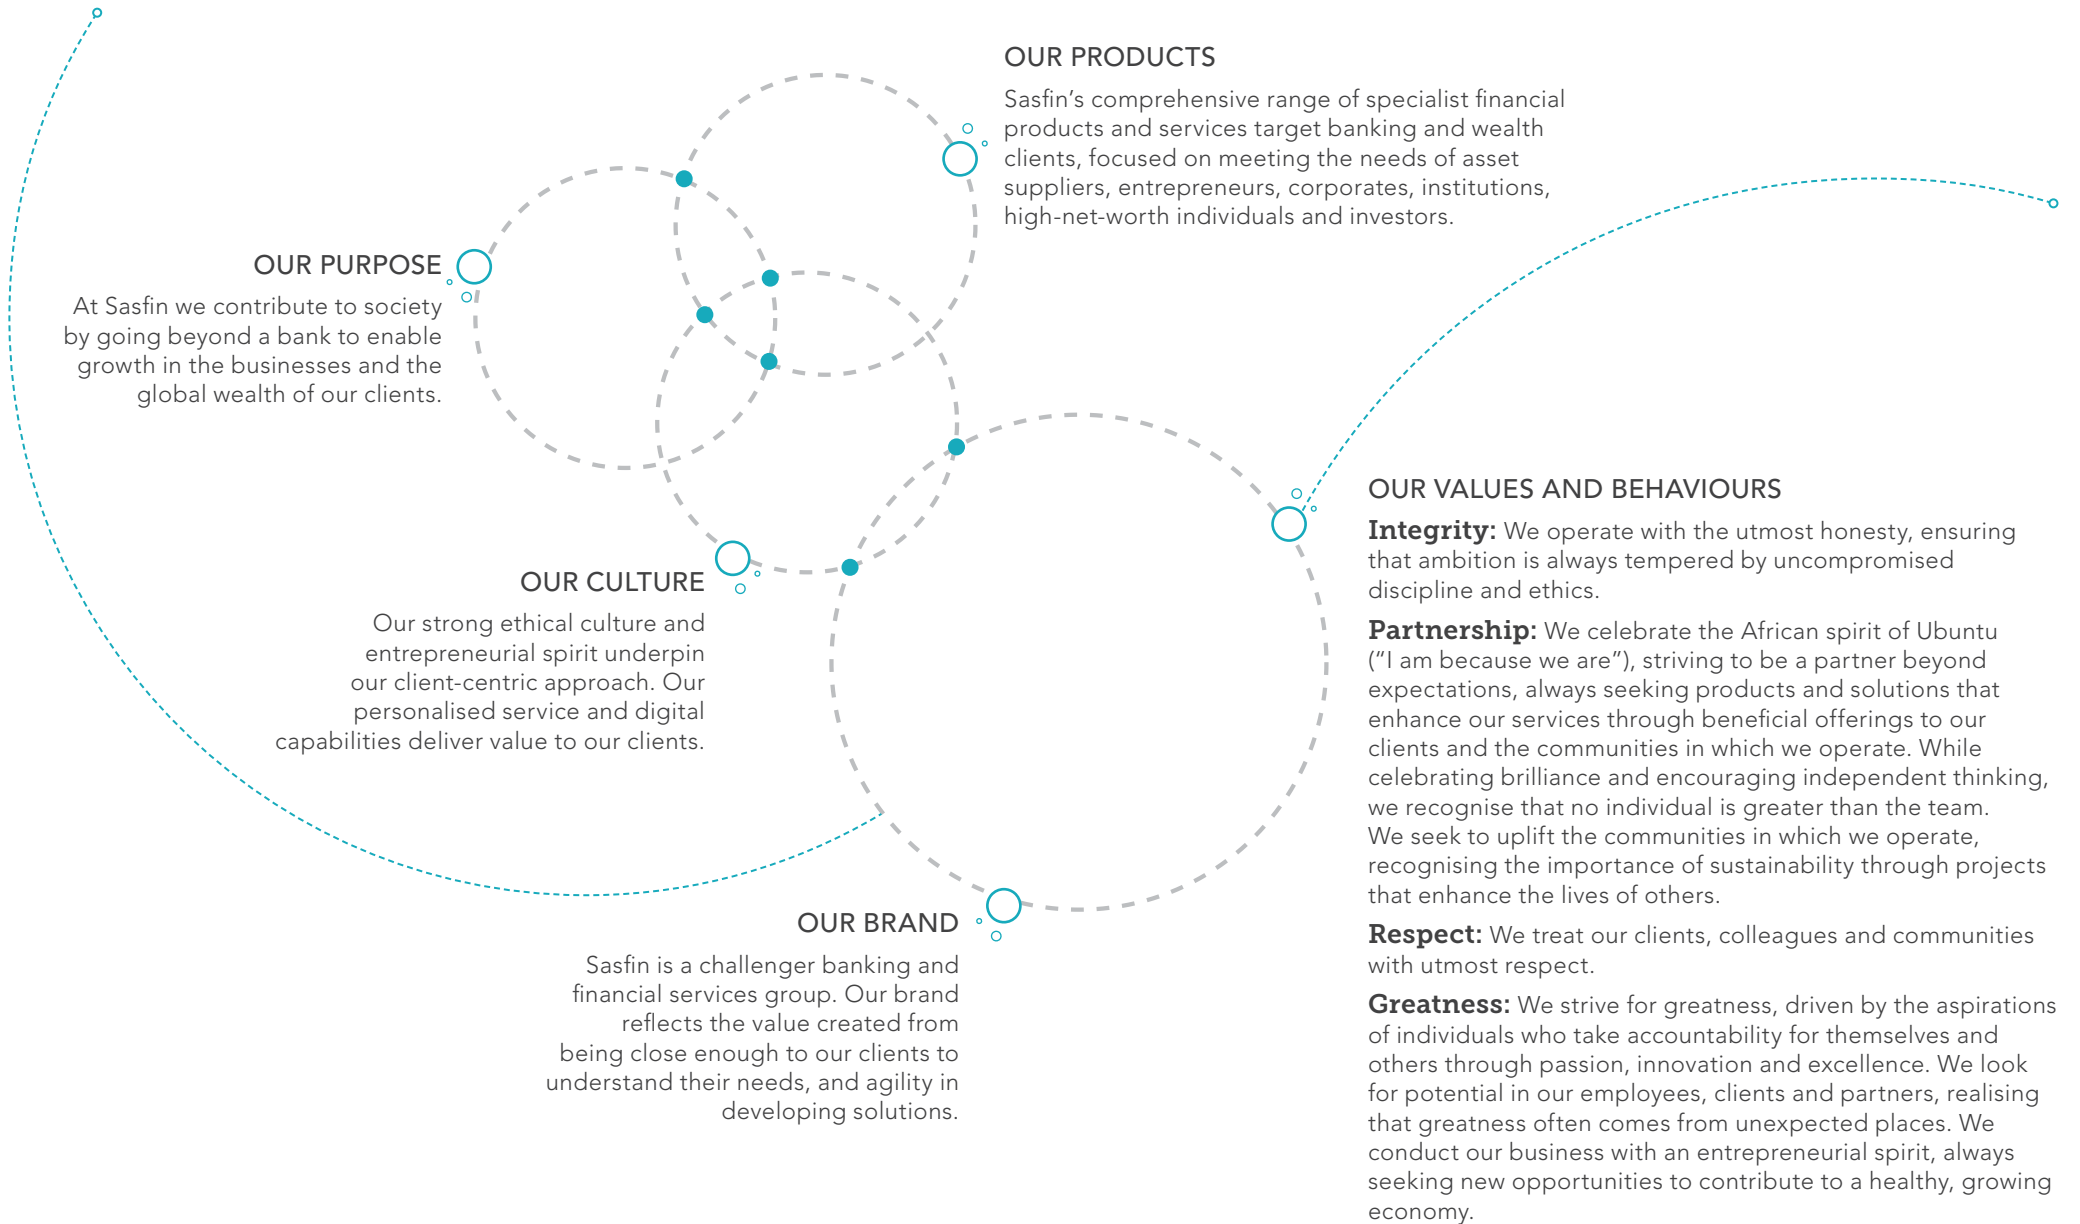 OUR PRODUCTS
Sasfin’s comprehensive range of specialist financial
products and services target banking and wealth
clients, focused on meeting the needs of asset
suppliers, entrepreneurs, corporates, institutions,
high-net-worth individuals and investors.
OUR PURPOSE
At Sasfin we contribute to society
by going beyond a bank to enable
growth in the businesses and the
global wealth of our clients.
OUR CULTURE
Our strong ethical culture and
entrepreneurial spirit underpin
our client-centric approach. Our
personalised service and digital
capabilities deliver value to our clients.
OUR BRAND
Sasfin is a challenger banking and
financial services group. Our brand
reflects the value created from
being close enough to our clients to
understand their needs, and agility in
developing solutions.
OUR VALUES AND BEHAVIOURS
Integrity: We operate with the utmost honesty, ensuring
that ambition is always tempered by uncompromised
discipline and ethics.
Partnership: We celebrate the African spirit of Ubuntu
(“I am because we are”), striving to be a partner beyond
expectations, always seeking products and solutions that
enhance our services through beneficial offerings to our
clients and the communities in which we operate. While
celebrating brilliance and encouraging independent thinking,
we recognise that no individual is greater than the team.
We seek to uplift the communities in which we operate,
recognising the importance of sustainability through projects
that enhance the lives of others.
Respect: We treat our clients, colleagues and communities
with utmost respect.
Greatness: We strive for greatness, driven by the aspirations
of individuals who take accountability for themselves and
others through passion, innovation and excellence. We look
for potential in our employees, clients and partners, realising
that greatness often comes from unexpected places. We
conduct our business with an entrepreneurial spirit, always
seeking new opportunities to contribute to a healthy, growing
economy.